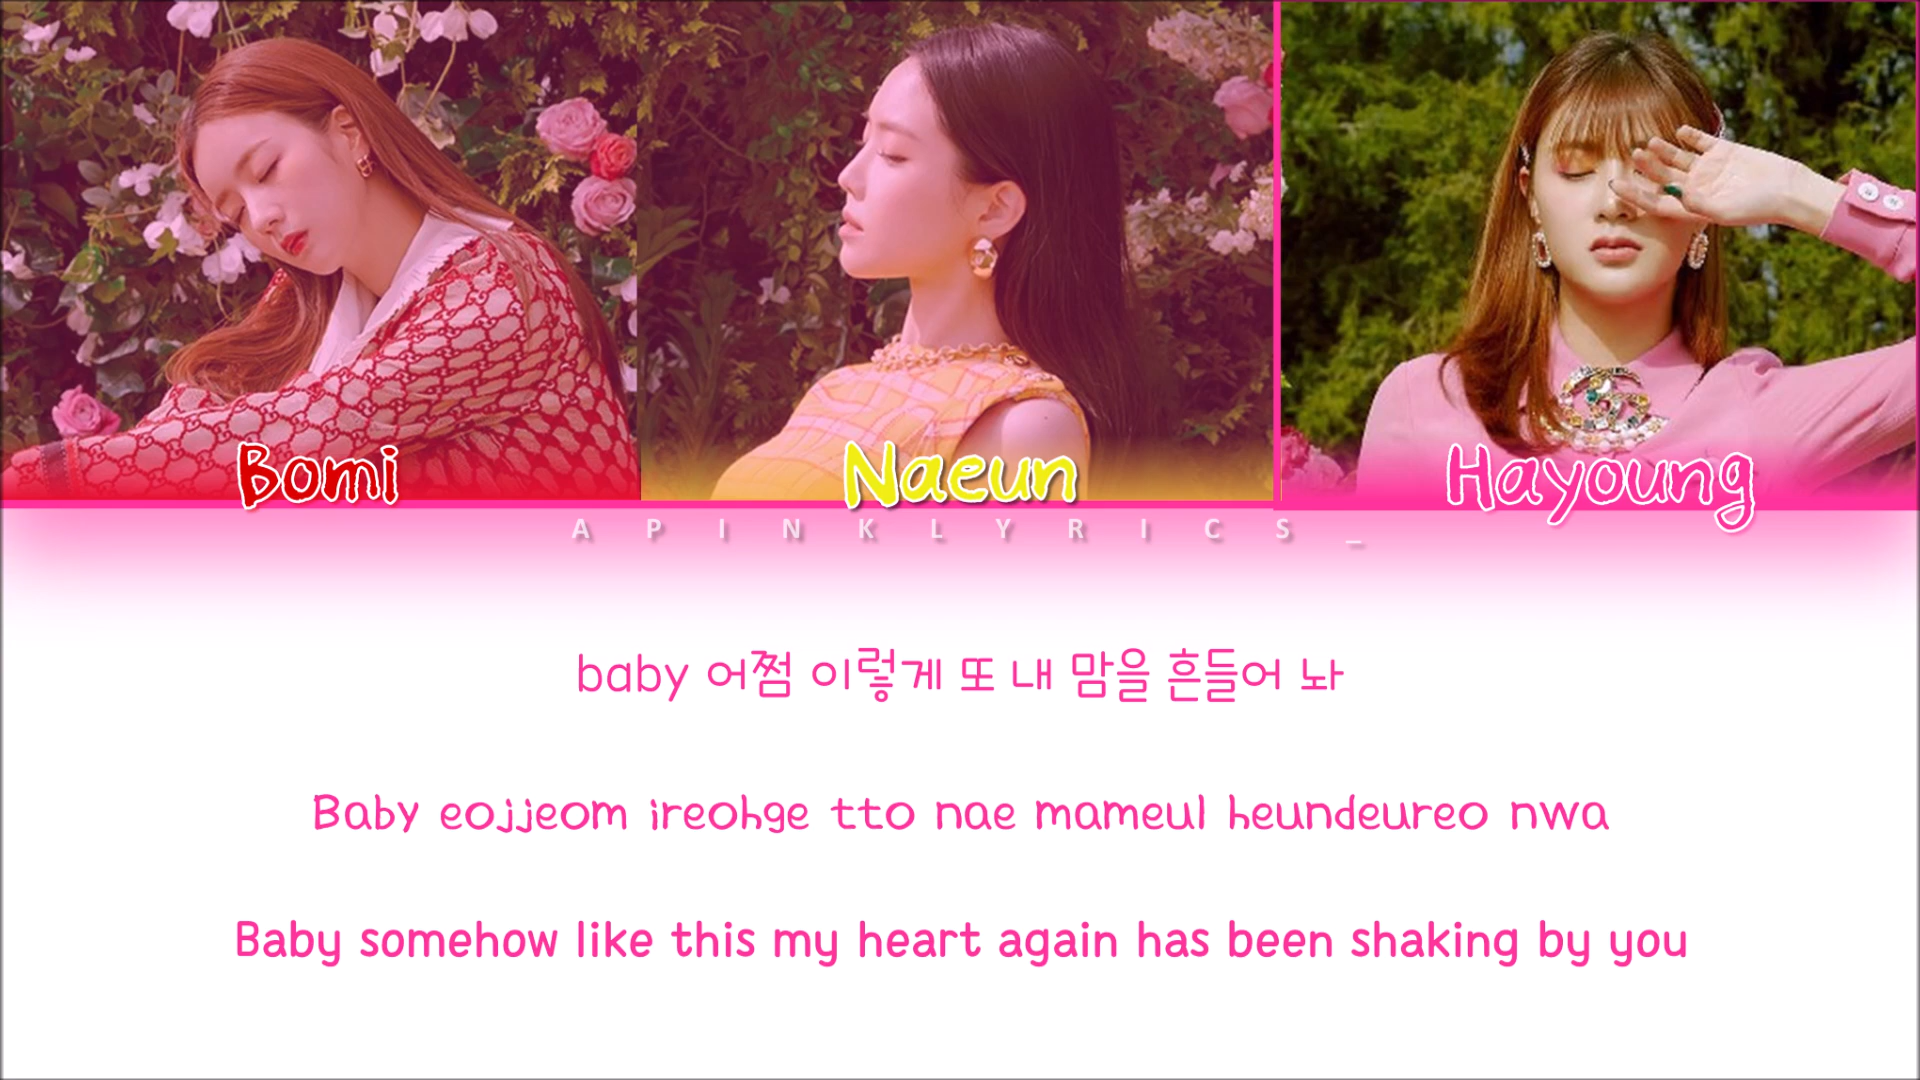 Bomi
Naeun
Hayoung
APINKLYRICS_
baby 어쩜 이렇게 또 내 맘을 흔들어 놔
Baby eojjeom ireohge tto nae mameul heundeureo nwa
Baby somehow like this my heart again has been shaking by you